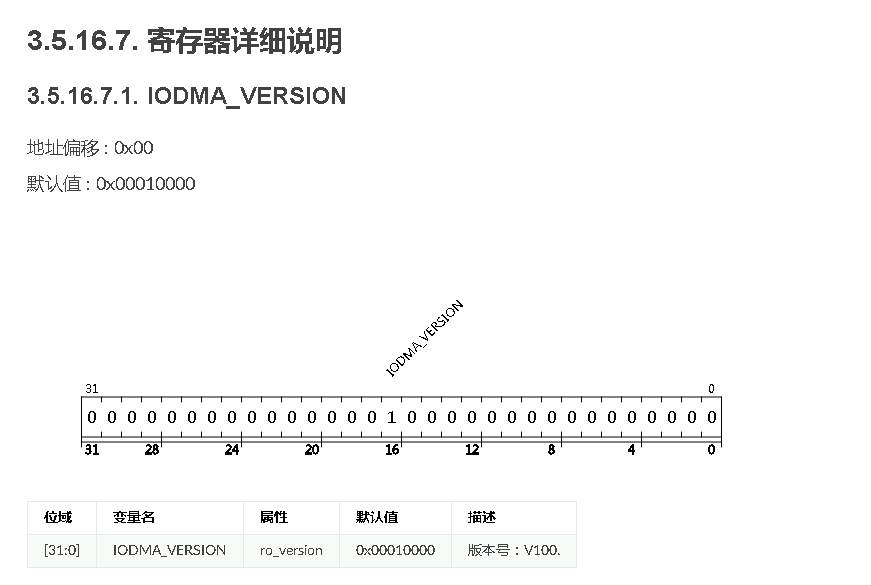 3.5.16.7. 寄存器详细说明
3.5.16.7.1. IODMA_VERSION
地址偏移：0x00
默认值：0x00010000
IODMA_VERSION
31 0
0 0 0 0 0 0 0 0 0 0 0 0 0 0 0 1 0 0 0 0 0 0 0 0 0 0 0 0 0 0 0 0
31 28 24 20 16 12 8 4 0
位域 变量名 属性 默认值 描述
[31:0] IODMA_VERSION ro_version 0x00010000 版本号：V100.